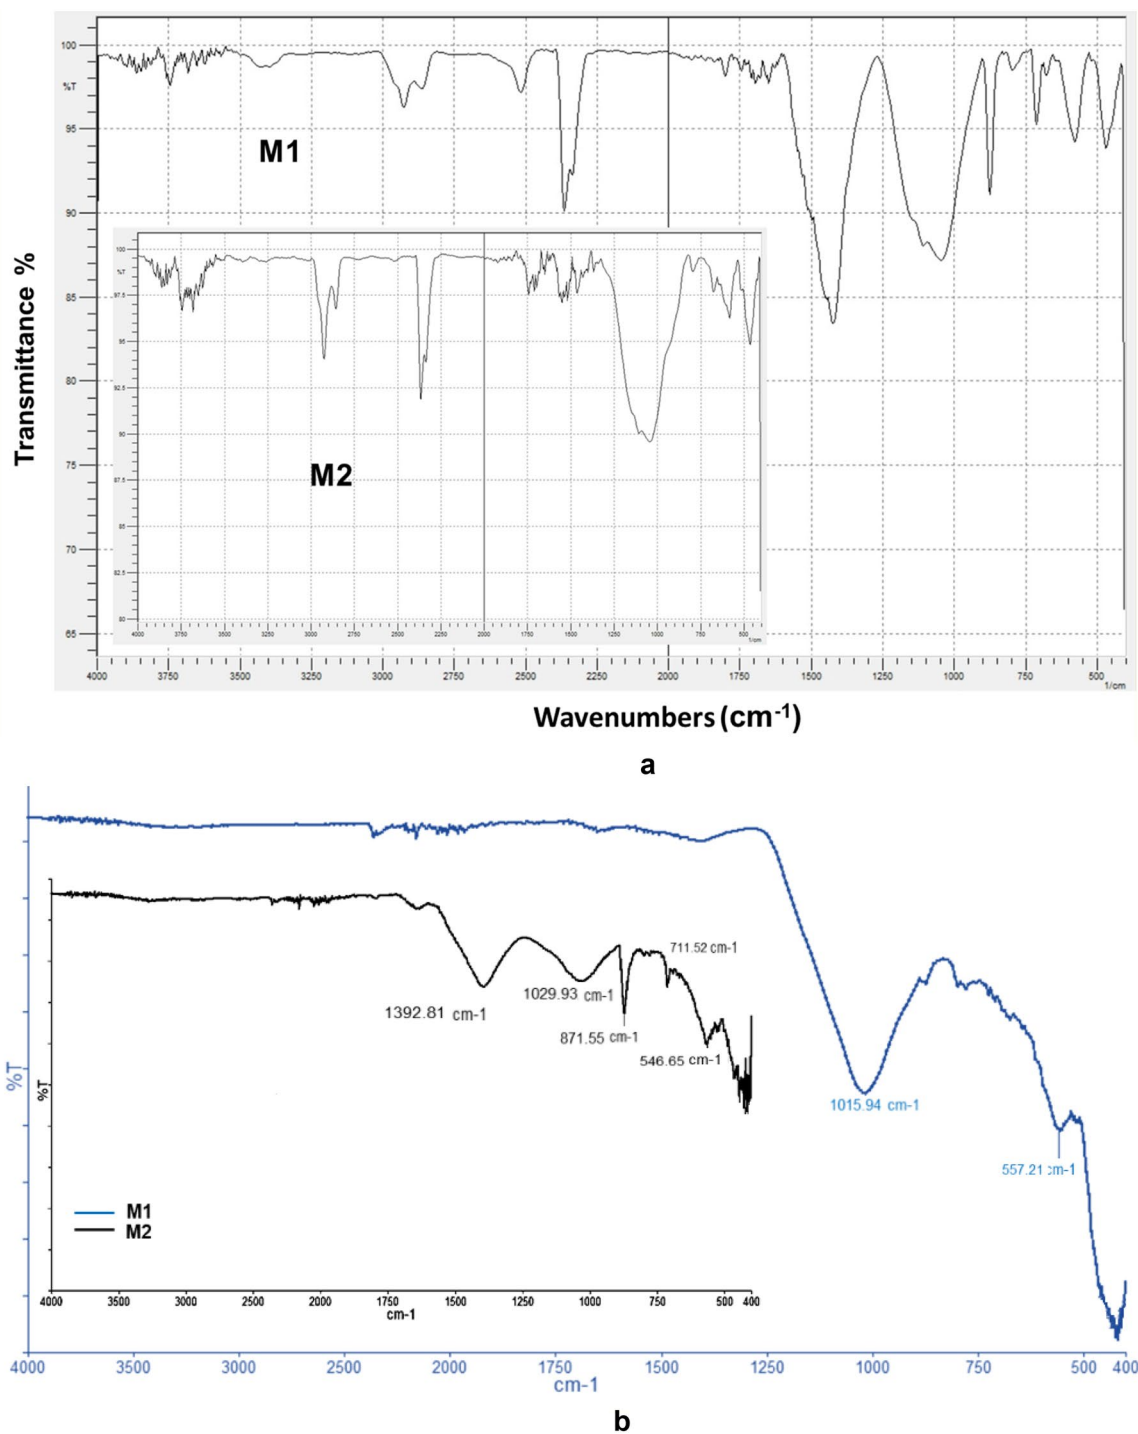 100
%T
95
90
85
80
75
70
65
M1
100
%T
97.5
95
92.5
90
87.5
85
82.5
80
M2
4000 3750 3500 3250 3000 2750 2500 2250 2000 1750 1500 1250 1000 750 500
1/cm
4000 3750 3500 3250 3000 2750 2500 2250 2000 1750 1500 1250 1000 750 500
1/cm
Transmittance %
Wavenumbers (cm-1)
a
711.52 cm-1
1029.93 cm-1
1392.81 cm-1
871.55 cm-1
546.65 cm-1
1015.94 cm-1
557.21 cm-1
%T
%T
M1
M2
4000 3500 3000 2500 2000 1750 1500 1250 1000 750 500 400
cm-1
4000 3500 3000 2500 2000 1750 1500 1250 1000 750 500 400
cm-1
b